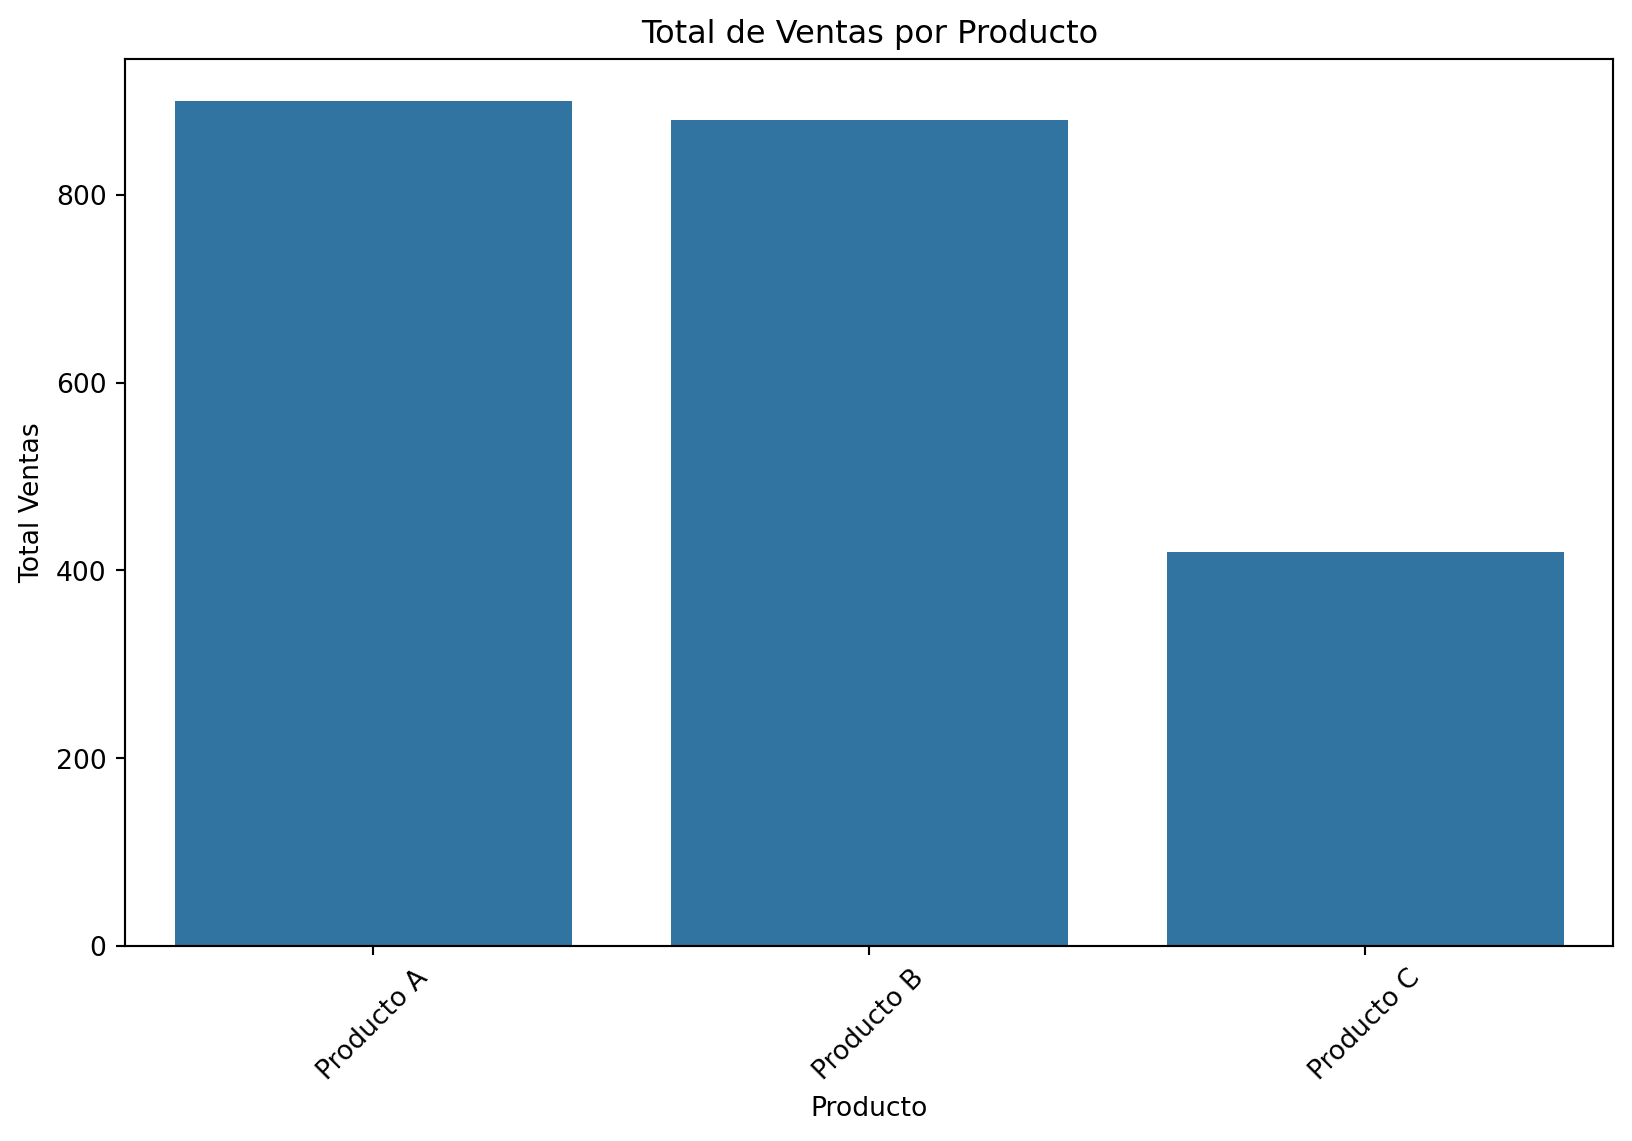 Total de Ventas por Producto
Total Ventas
800
600
400
200
0
Producto A
Producto B
Producto C
Producto